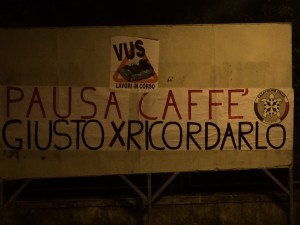 VUS
LAVORI IN CORSO
PAUSA CAFFE'
GIUSTO X RICORDARLO